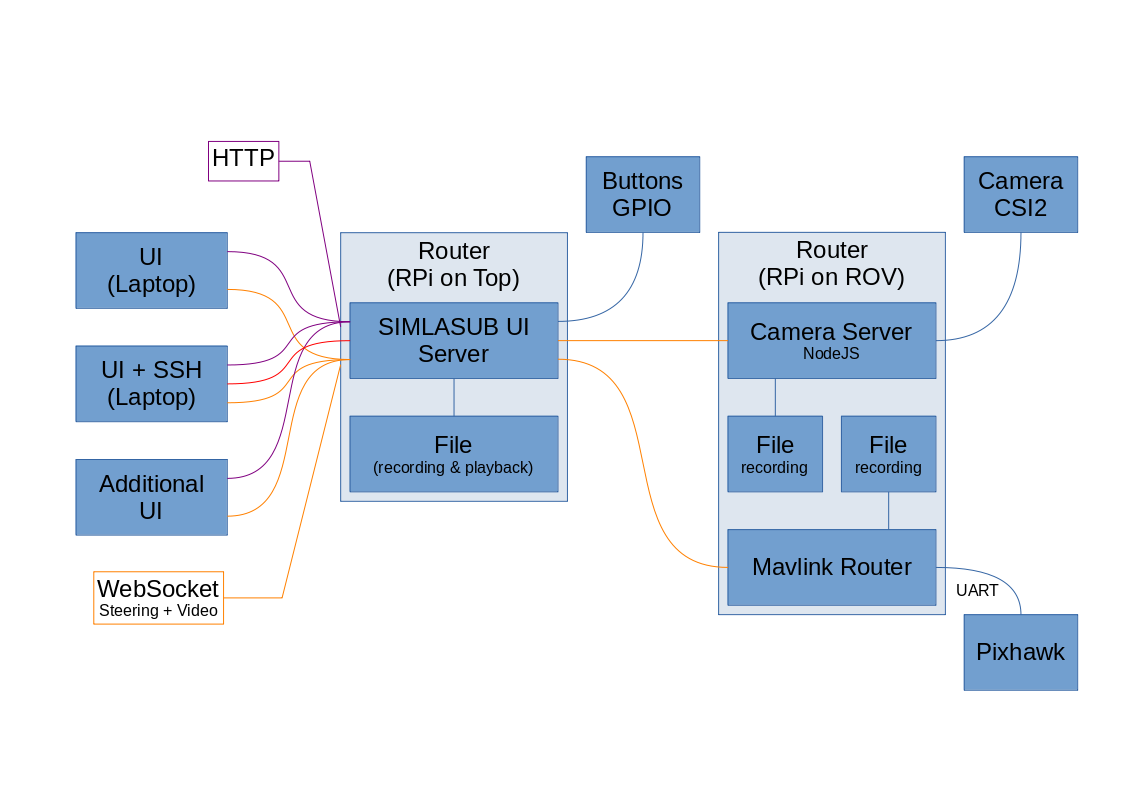 HTTP
Buttons
GPIO
Camera
CSI2
UI
(Laptop)
Router
(RPi on Top)
Router
(RPi on ROV)
SIMLASUB UI
Server
Camera Server
NodeJS
UI + SSH
(Laptop)
File
(recording & playback)
File
recording
File
recording
Additional
UI
Mavlink Router
WebSocket
Steering + Video
UART
Pixhawk